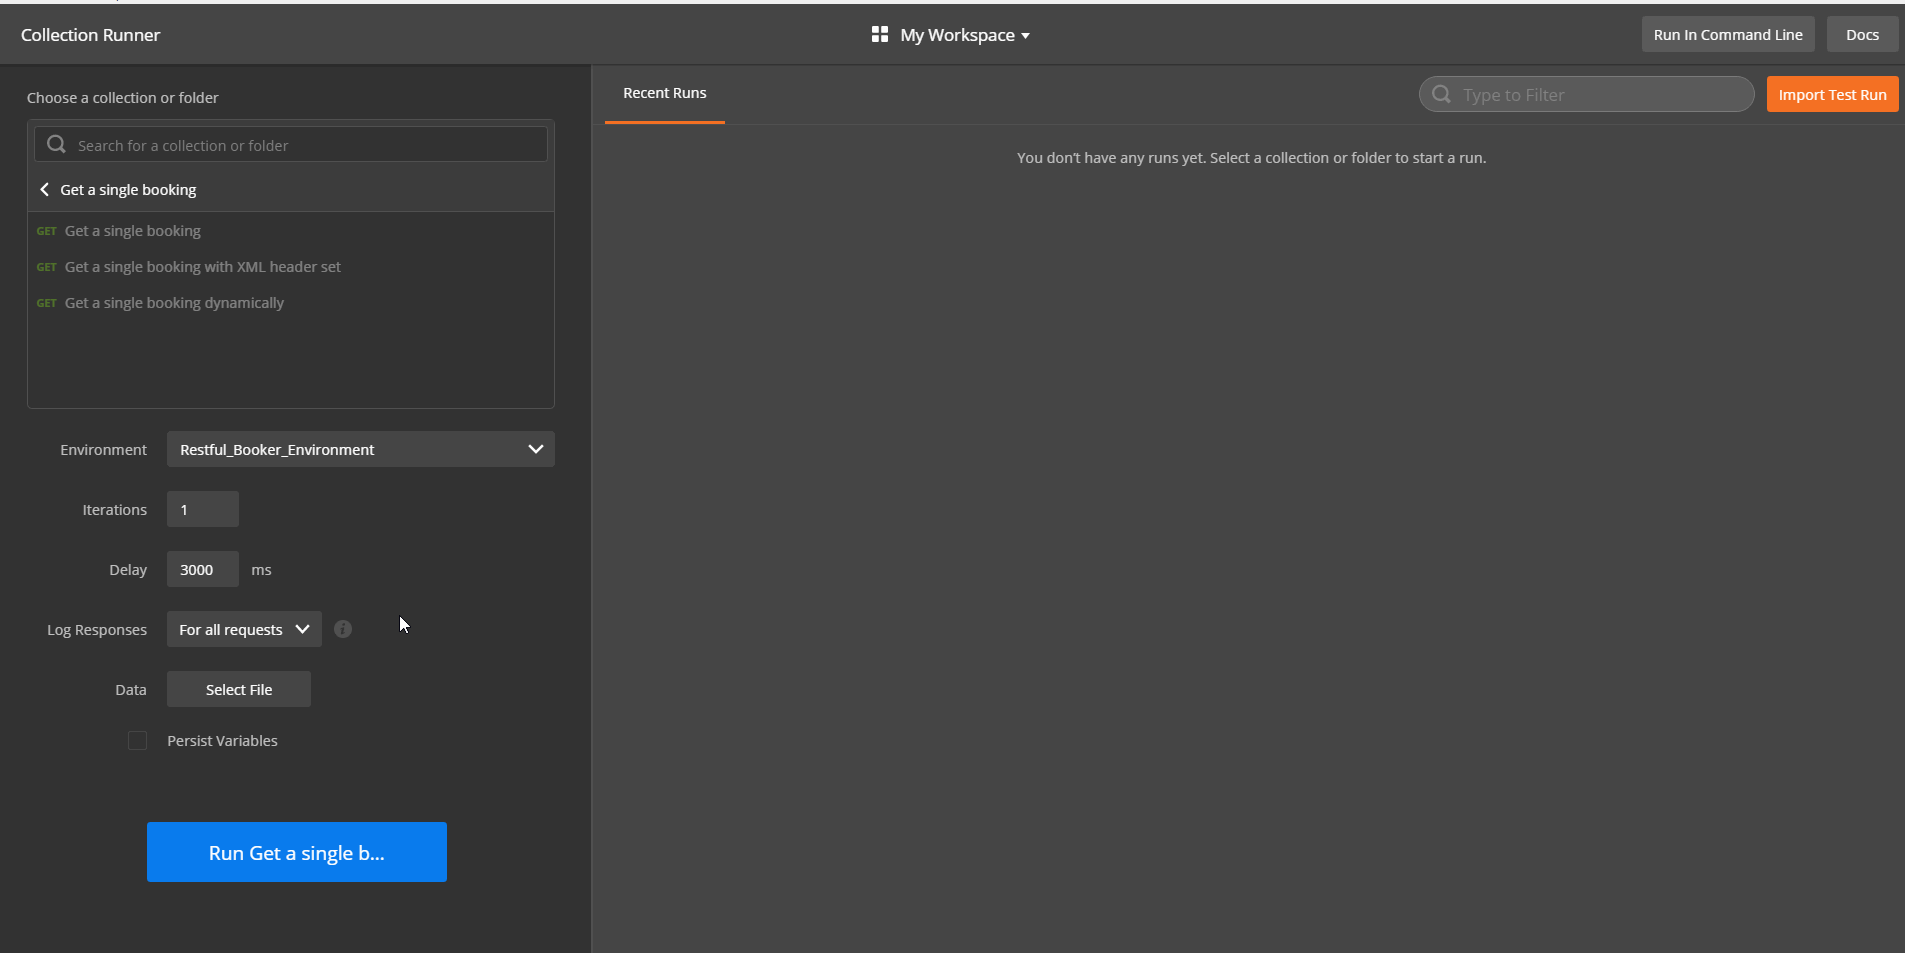 Collection Runner
My Workspace
Run In Command Line
Docs
Choose a collection or folder
Search for a collection or folder
Get a single booking
GET Get a single booking
GET Get a single booking with XML header set
GET Get a single booking dynamically
Environment Restful_Booker_Environment
Iterations 1
Delay 3000 ms
Log Responses For all requests
Data Select File
Persist Variables
Run Get a single b...
Recent Runs
Type to Filter
Import Test Run
You don't have any runs yet. Select a collection or folder to start a run.